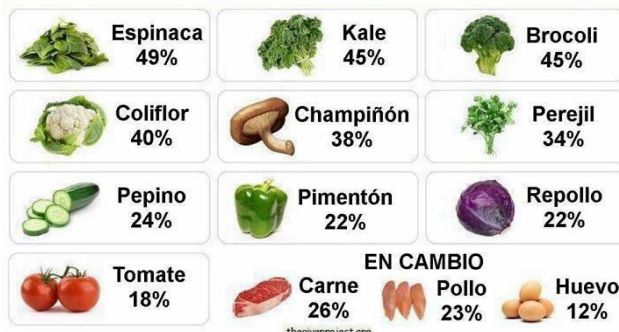 Espinaca
49%
Kale
45%
Brocoli
45%
Coliflor
40%
Champiñón
38%
Perejil
34%
Pepino
24%
Pimentón
22%
Repollo
22%
Tomate
18%
EN CAMBIO
Carne
26%
Pollo
23%
Huevo
12%